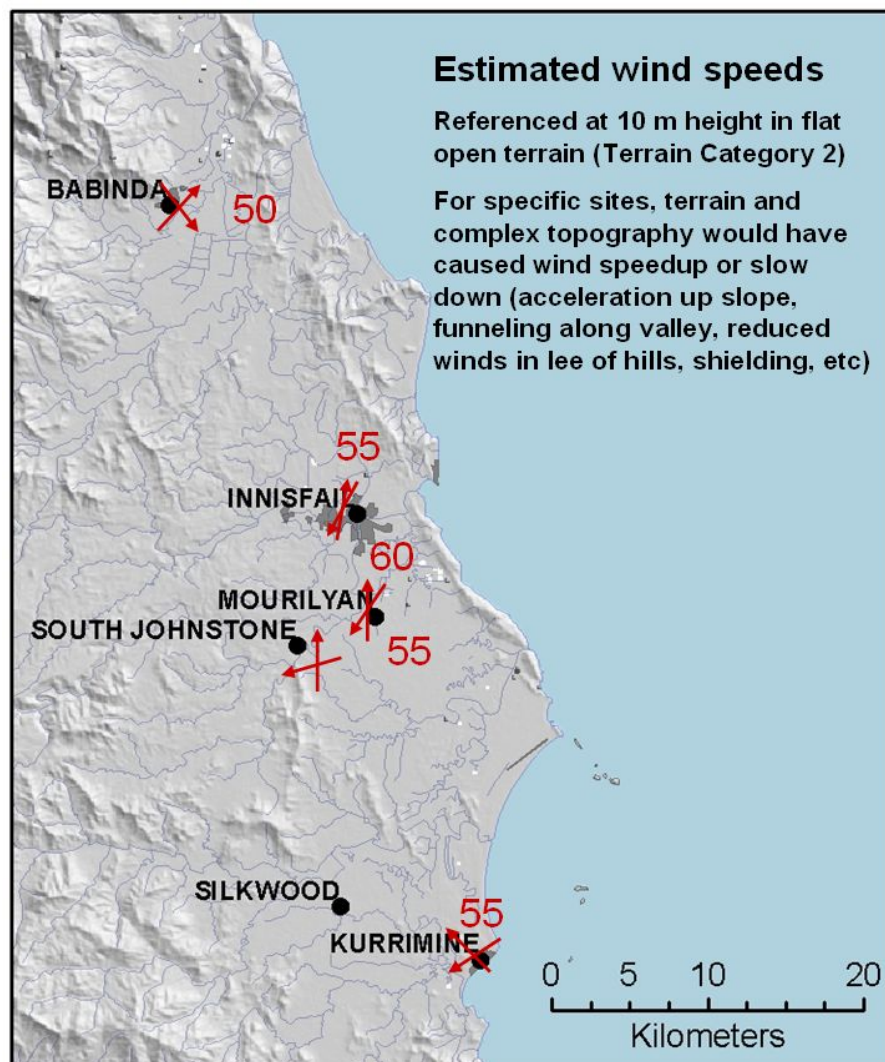 Estimated wind speeds
Referenced at 10 m height in flat
open terrain (Terrain Category 2)
For specific sites, terrain and
complex topography would have
caused wind speedup or slow
down (acceleration up slope,
funneling along valley, reduced
winds in lee of hills, shielding, etc)
BABINDA
50
55
INNISFAIL
60
MOURILYAN
SOUTH JOHNSTONE
55
SILKWOOD
55
KURRIMINE
0 5 10 20
Kilometers